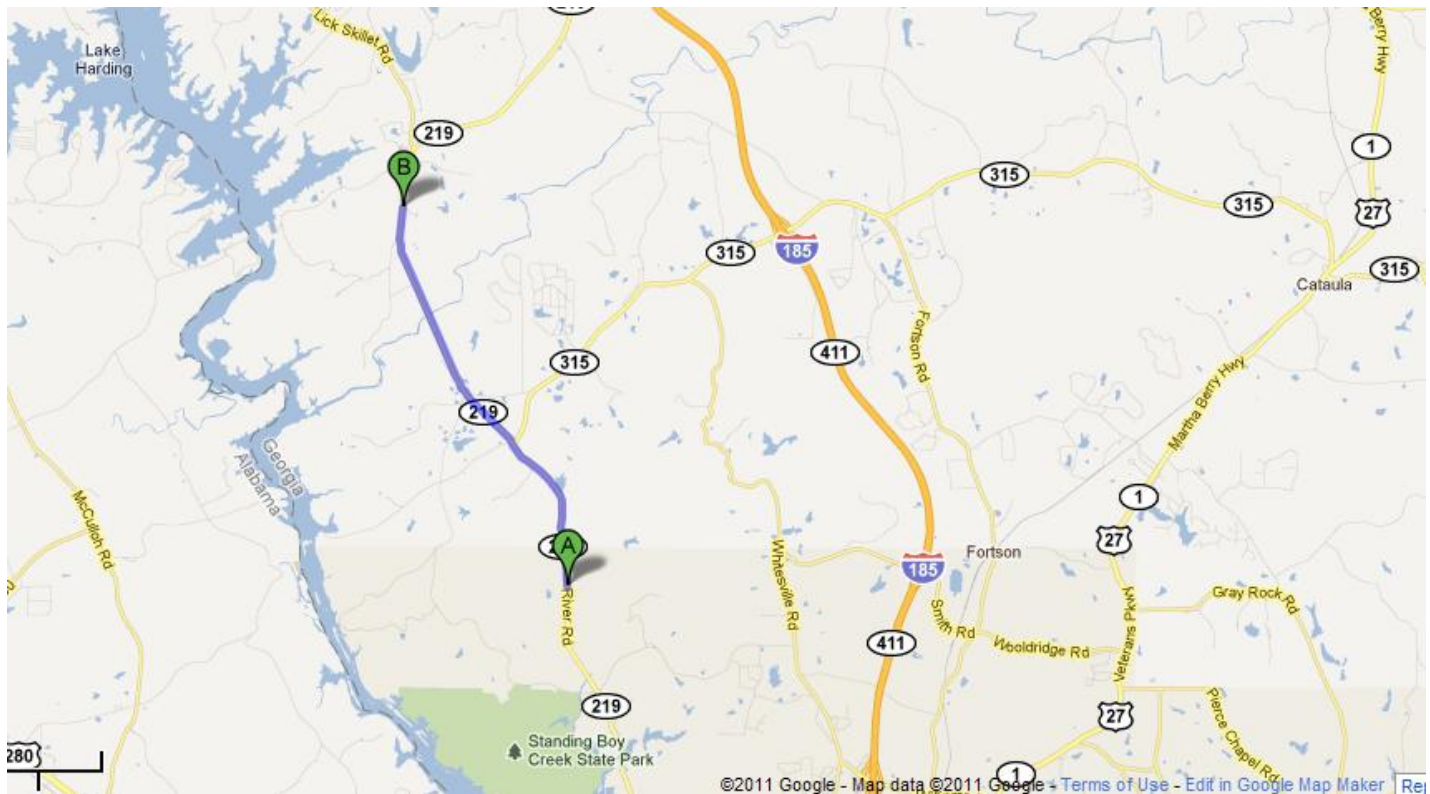 Lick Skillet Rd
Lake
Harding
Berry Hwy
219
1
B
315
315
27
315
185
315
Cataula
Fortson Rd
411
315
Martha Berry Hwy
219
Georgia
Alabama
McCulloh Rd
1
27
A
Whitesville Rd
Fortson
185
River Rd
Smith Rd
Gray Rock Rd
411
Wooldridge Rd
Veterans Pkwy
219
27
Pierce Chapel Rd
Standing Boy
Creek State Park
280
1
©2011 Google - Map data ©2011 Google - Terms of Use - Edit in Google Map Maker